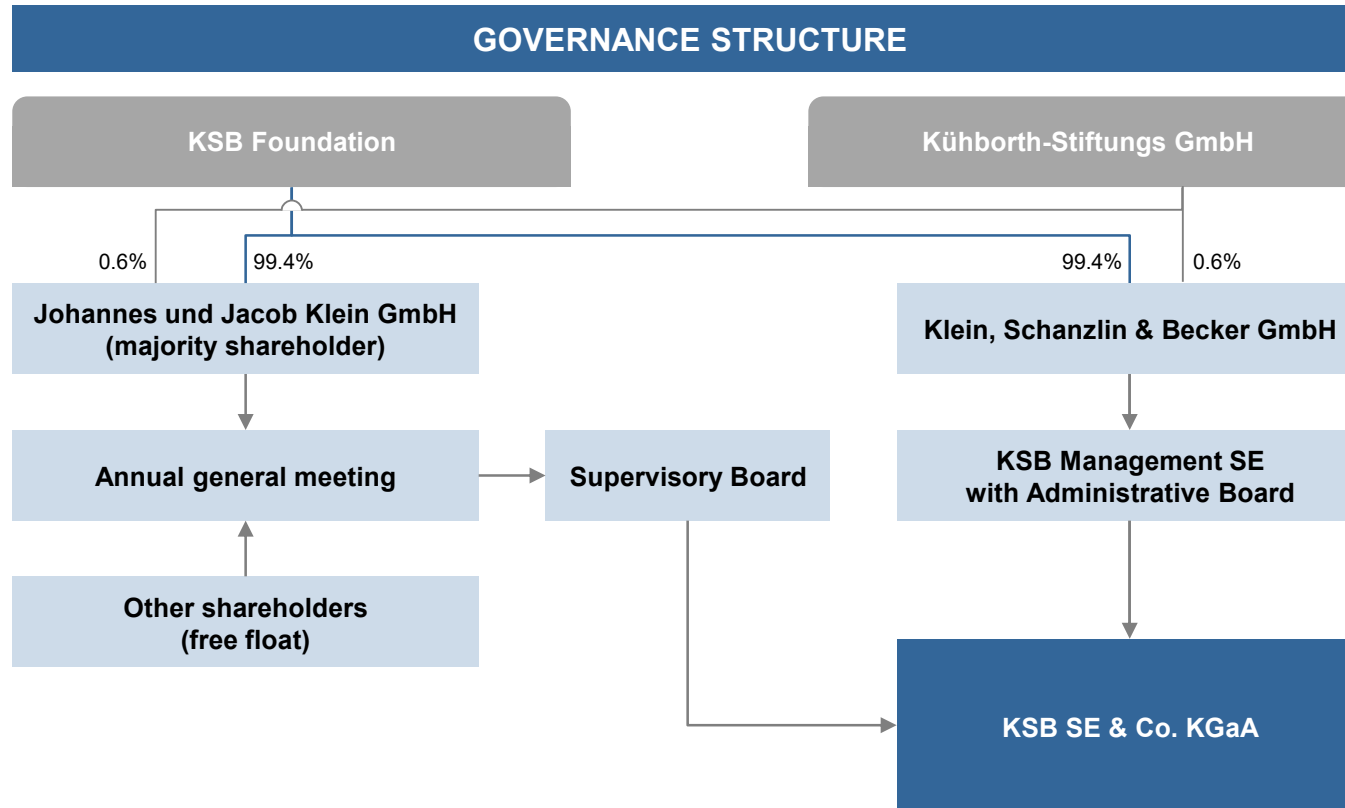 GOVERNANCE STRUCTURE
KSB Foundation
Kühborth-Stiftungs GmbH
0.6%
99.4%
99.4%
0.6%
Johannes und Jacob Klein GmbH
(majority shareholder)
Klein, Schanzlin & Becker GmbH
Annual general meeting
Supervisory Board
KSB Management SE
with Administrative Board
Other shareholders
(free float)
KSB SE & Co. KGaA